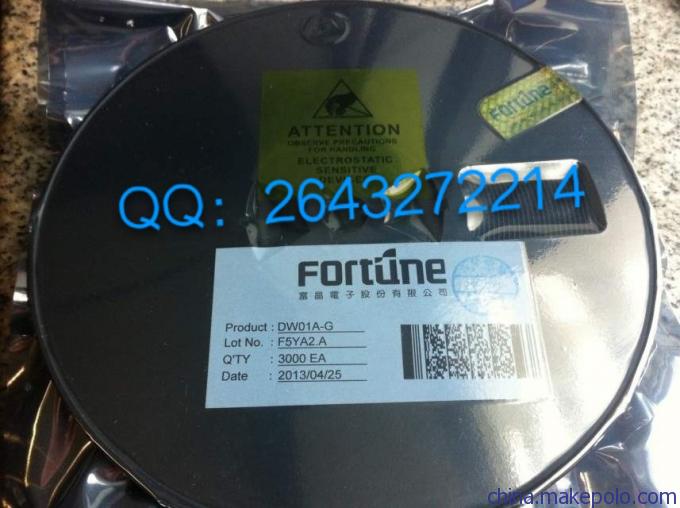 ATTENTION
OBSERVE PRECAUTIONS
FOR HANDLING
ELECTROSTATIC
SENSITIVE
DEVICES
Fortune
QQ：2643272214
Fortune
富晶電子股份有限公司
Product : DW01A-G
Lot No. : F5YA2.A
Q'TY : 3000 EA
Date : 2013/04/25
china.makepolo.com